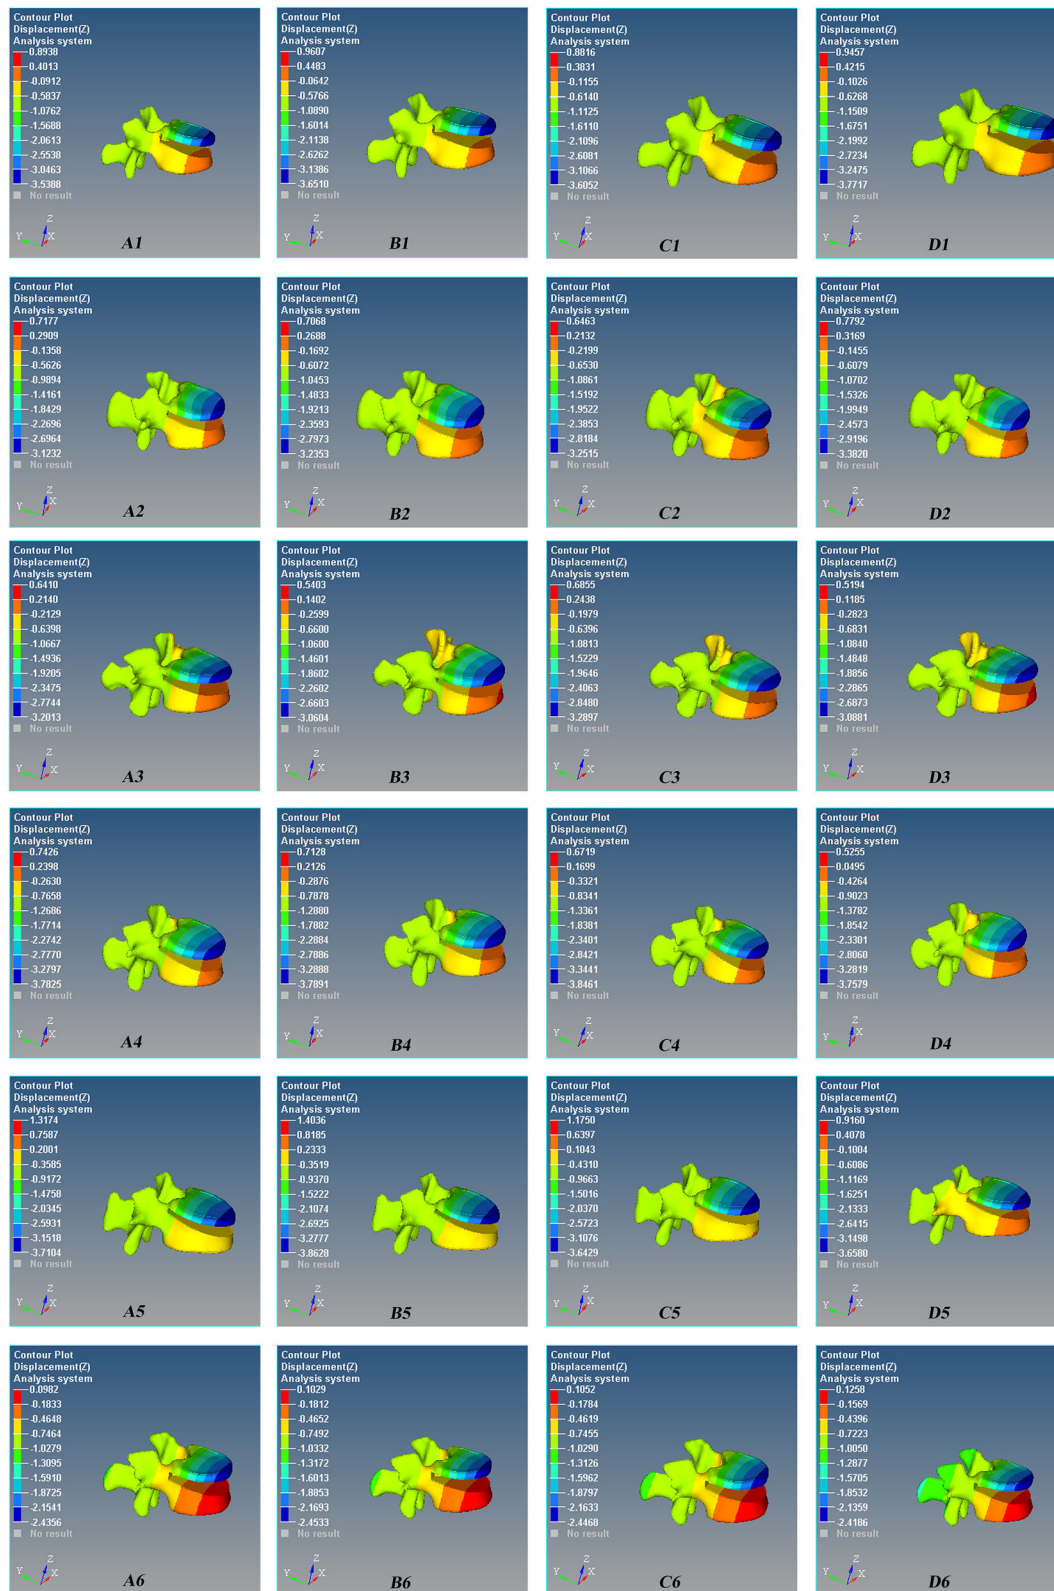 Contour Plot
Displacement(Z)
Analysis system
0.8938
0.4013
-0.0912
-0.5837
-1.0762
-1.5688
-2.0613
-2.5538
-3.0463
-3.5388
No result
Z
Y X
A1
Contour Plot
Displacement(Z)
Analysis system
0.9607
0.4483
-0.0642
-0.5766
-1.0890
-1.6014
-2.1138
-2.6262
-3.1386
-3.6510
No result
Z
Y X
B1
Contour Plot
Displacement(Z)
Analysis system
0.8816
0.3831
-0.1155
-0.6140
-1.1125
-1.6110
-2.1096
-2.6081
-3.1066
-3.6052
No result
Z
Y X
C1
Contour Plot
Displacement(Z)
Analysis system
0.9457
0.4215
-0.1026
-0.6268
-1.1509
-1.6751
-2.1992
-2.7234
-3.2475
-3.7717
No result
Z
Y X
D1
Contour Plot
Displacement(Z)
Analysis system
0.7177
0.2909
-0.1358
-0.5626
-0.9894
-1.4161
-1.8429
-2.2696
-2.6964
-3.1232
No result
Z
Y X
A2
Contour Plot
Displacement(Z)
Analysis system
0.7068
0.2688
-0.1692
-0.6072
-1.0453
-1.4833
-1.9213
-2.3593
-2.7973
-3.2353
No result
Z
Y X
B2
Contour Plot
Displacement(Z)
Analysis system
0.6463
0.2132
-0.2199
-0.6530
-1.0861
-1.5192
-1.9522
-2.3853
-2.8184
-3.2515
No result
Z
Y X
C2
Contour Plot
Displacement(Z)
Analysis system
0.7792
0.3169
-0.1455
-0.6079
-1.0702
-1.5326
-1.9949
-2.4573
-2.9196
-3.3820
No result
Z
Y X
D2
Contour Plot
Displacement(Z)
Analysis system
0.6410
0.2140
-0.2129
-0.6398
-1.0667
-1.4936
-1.9205
-2.3475
-2.7744
-3.2013
No result
Z
Y X
A3
Contour Plot
Displacement(Z)
Analysis system
0.5403
0.1402
-0.2599
-0.6600
-1.0600
-1.4601
-1.8602
-2.2602
-2.6603
-3.0604
No result
Z
Y X
B3
Contour Plot
Displacement(Z)
Analysis system
0.6855
0.2438
-0.1979
-0.6396
-1.0813
-1.5229
-1.9646
-2.4063
-2.8480
-3.2897
No result
Z
Y X
C3
Contour Plot
Displacement(Z)
Analysis system
0.5194
0.1185
-0.2823
-0.6831
-1.0840
-1.4848
-1.8856
-2.2865
-2.6873
-3.0881
No result
Z
Y X
D3
Contour Plot
Displacement(Z)
Analysis system
0.7426
0.2398
-0.2630
-0.7658
-1.2686
-1.7714
-2.2742
-2.7770
-3.2797
-3.7825
No result
Z
Y X
A4
Contour Plot
Displacement(Z)
Analysis system
0.7128
0.2126
-0.2876
-0.7878
-1.2880
-1.7882
-2.2884
-2.7886
-3.2888
-3.7891
No result
Z
Y X
B4
Contour Plot
Displacement(Z)
Analysis system
0.6719
0.1699
-0.3321
-0.8341
-1.3361
-1.8381
-2.3401
-2.8421
-3.3441
-3.8461
No result
Z
Y X
C4
Contour Plot
Displacement(Z)
Analysis system
0.5255
0.0495
-0.4264
-0.9023
-1.3782
-1.8542
-2.3301
-2.8060
-3.2819
-3.7579
No result
Z
Y X
D4
Contour Plot
Displacement(Z)
Analysis system
1.3174
0.7587
0.2001
-0.3585
-0.9172
-1.4758
-2.0345
-2.5931
-3.1518
-3.7104
No result
Z
Y X
A5
Contour Plot
Displacement(Z)
Analysis system
1.4036
0.8185
0.2333
-0.3519
-0.9370
-1.5222
-2.1074
-2.6925
-3.2777
-3.8628
No result
Z
Y X
B5
Contour Plot
Displacement(Z)
Analysis system
1.1750
0.6397
0.1043
-0.4310
-0.9663
-1.5016
-2.0370
-2.5723
-3.1076
-3.6429
No result
Z
Y X
C5
Contour Plot
Displacement(Z)
Analysis system
0.9160
0.4078
-0.1004
-0.6086
-1.1169
-1.6251
-2.1333
-2.6415
-3.1498
-3.6580
No result
Z
Y X
D5
Contour Plot
Displacement(Z)
Analysis system
0.0982
-0.1833
-0.4648
-0.7464
-1.0279
-1.3095
-1.5910
-1.8725
-2.1541
-2.4356
No result
Z
Y X
A6
Contour Plot
Displacement(Z)
Analysis system
0.1029
-0.1812
-0.4652
-0.7492
-1.0332
-1.3172
-1.6013
-1.8853
-2.1693
-2.4533
No result
Z
Y X
B6
Contour Plot
Displacement(Z)
Analysis system
0.1052
-0.1784
-0.4619
-0.7455
-1.0290
-1.3126
-1.5962
-1.8797
-2.1633
-2.4468
No result
Z
Y X
C6
Contour Plot
Displacement(Z)
Analysis system
0.1258
-0.1569
-0.4396
-0.7223
-1.0050
-1.2877
-1.5705
-1.8532
-2.1359
-2.4186
No result
Z
Y X
D6